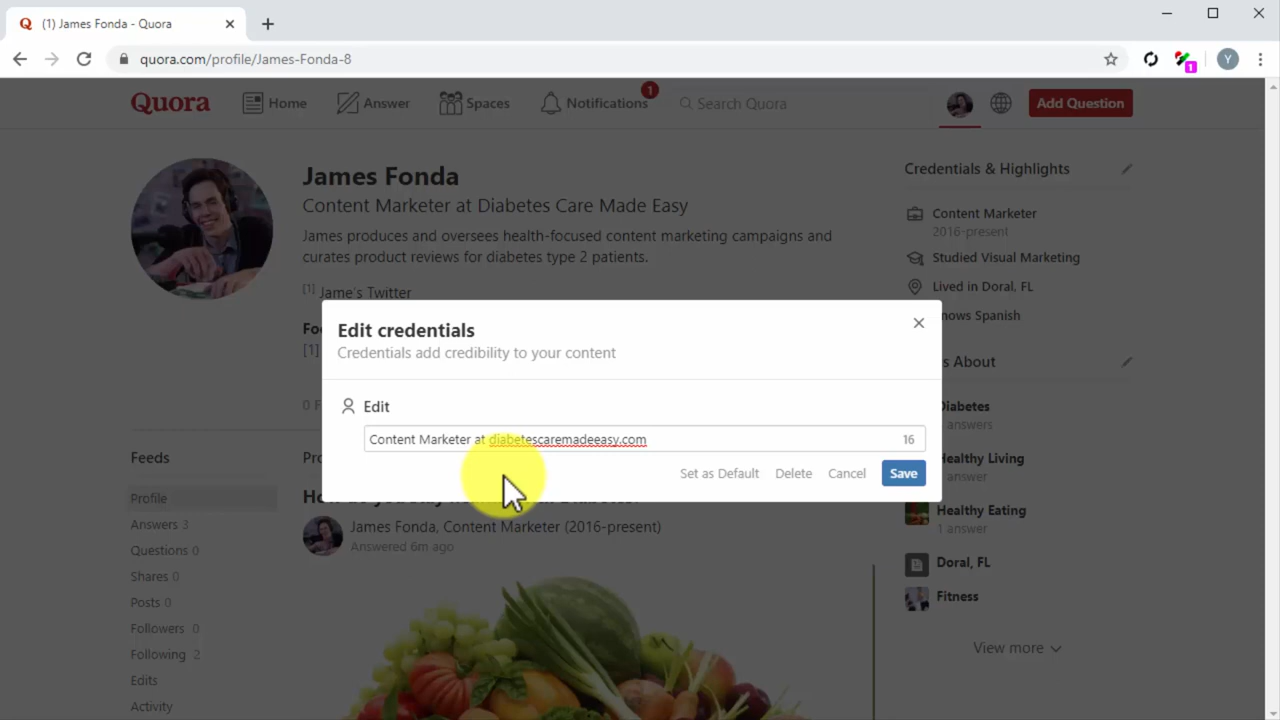 (1) James Fonda - Quora
quora.com/profile/James-Fonda-8
1
Y
Quora
Home
Answer
Spaces
Notifications
1
Search Quora
Add Question
James Fonda
Content Marketer at Diabetes Care Made Easy
James produces and oversees health-focused content marketing campaigns and
curates product reviews for diabetes type 2 patients.
[1] Jame's Twitter
[1]
Credentials & Highlights
Content Marketer
2016-present
Studied Visual Marketing
Lived in Doral, FL
nows Spanish
s About
Diabetes
answers
Healthy Living
answer
Healthy Eating
1 answer
Doral, FL
Fitness
View more
Edit credentials
Credentials add credibility to your content
Edit
Content Marketer at diabetescaremadeeasy.com
16
Set as Default
Delete
Cancel
Save
0 F
Feeds
Profile
Answers 3
Questions 0
Shares 0
Posts 0
Followers 0
Following 2
Edits
Activity
James Fonda, Content Marketer (2016-present)
Answered 6m ago